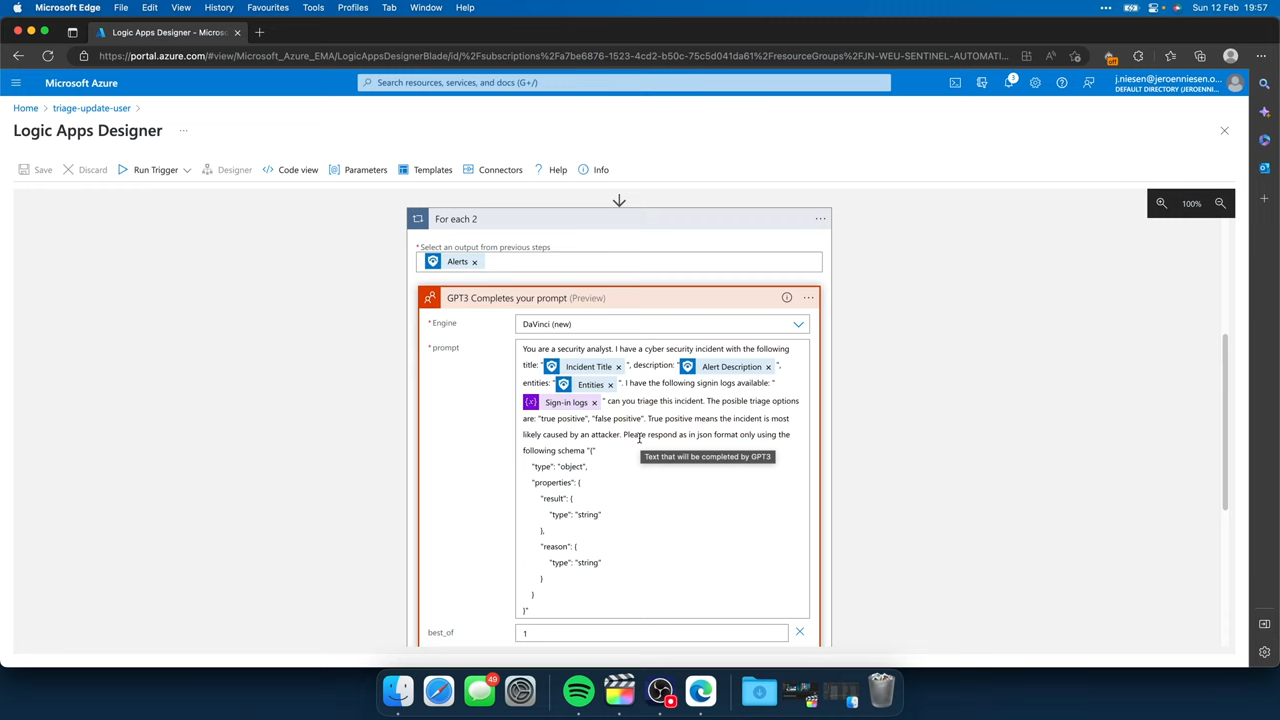 Microsoft Edge File Edit View History Favourites Tools Profiles Tab Window Help ••• Sun 12 Feb 19:57
Logic Apps Designer - Micros
https://portal.azure.com/#view/Microsoft_Azure_EMA/LogicAppsDesignerBlade/id/%2Fsubscriptions%2Fa7be6876-1523-4cd2-b50c-75c5d041da61%2FresourceGroups%2FJN-WEU-SENTINEL-AUTOMATI...
off
Microsoft Azure
Search resources, services, and docs (G+/)
3
j.niesen@jeroenniesen.o...
DEFAULT DIRECTORY (JEROENNI...
Home > triage-update-user >
Logic Apps Designer ...
Save Discard Run Trigger Designer Code view Parameters Templates Connectors Help Info
100%
For each 2
* Select an output from previous steps
Alerts ×
GPT3 Completes your prompt (Preview)
* Engine
DaVinci (new)
* prompt
You are a security analyst. I have a cyber security incident with the following
title: " Incident Title × ", description: " Alert Description × ",
entities: " Entities × ". I have the following signin logs available: "
{x} Sign-in logs × " can you triage this incident. The posible triage options
are: "true positive", "false positive". True positive means the incident is most
likely caused by an attacker. Please respond as in json format only using the
following schema "{"
"type": "object",
"properties": {
"result": {
"type": "string"
},
"reason": {
"type": "string"
}
}
}"
Text that will be completed by GPT3
best_of
1
49